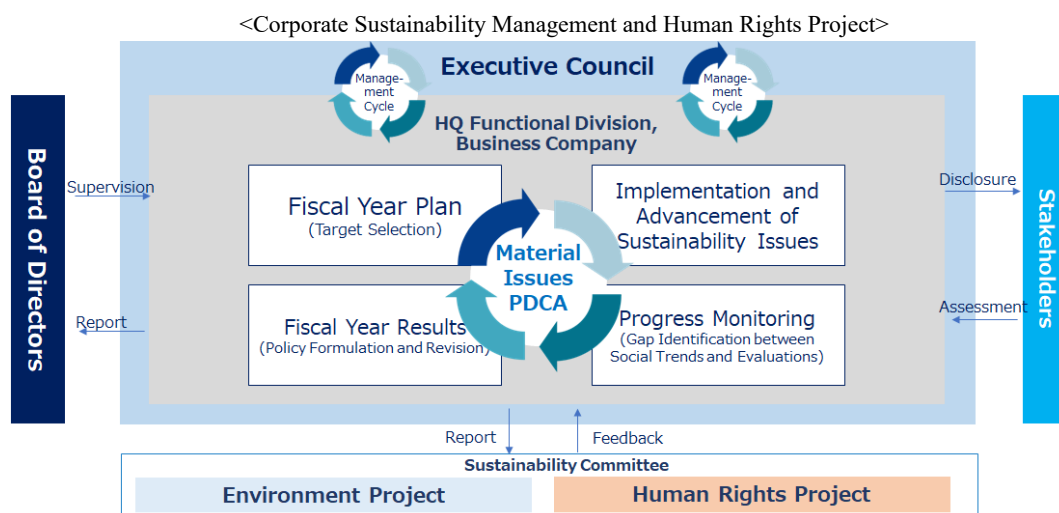 <Corporate Sustainability Management and Human Rights Project>
Executive Council
Manage-
ment
Cycle
Manage-
ment
Cycle
HQ Functional Division,
Business Company
Board of Directors
Supervision
Report
Fiscal Year Plan
(Target Selection)
Implementation and
Advancement of
Sustainability Issues
Material
Issues
PDCA
Fiscal Year Results
(Policy Formulation and Revision)
Progress Monitoring
(Gap Identification between
Social Trends and Evaluations)
Disclosure
Assessment
Stakeholders
Report
Feedback
Sustainability Committee
Environment Project
Human Rights Project